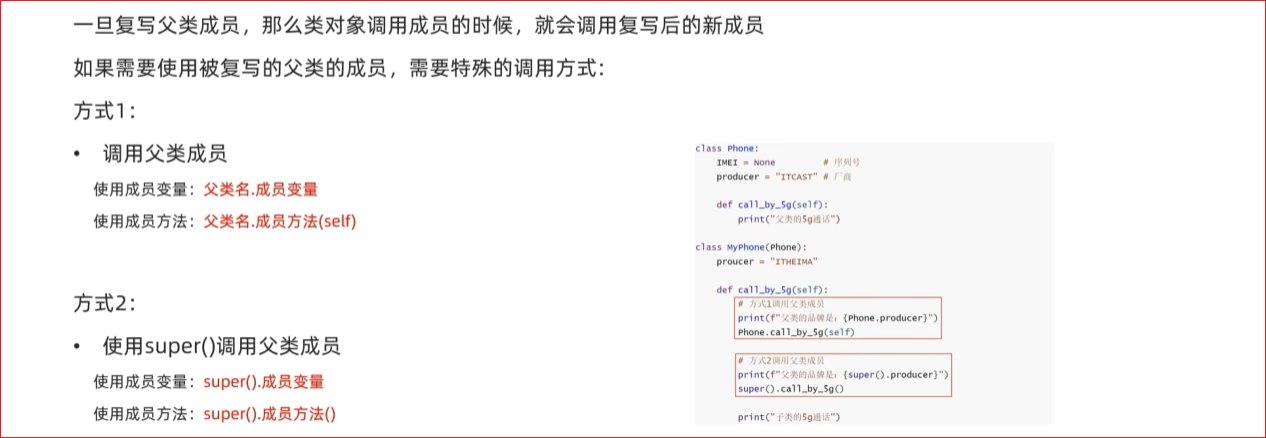 一旦复写父类成员，那么类对象调用成员的时候，就会调用复写后的新成员
如果需要使用被复写的父类的成员，需要特殊的调用方式：
方式1：
• 调用父类成员
使用成员变量：父类名.成员变量
使用成员方法：父类名.成员方法(self)
方式2：
• 使用super()调用父类成员
使用成员变量：super().成员变量
使用成员方法：super().成员方法()
class Phone:
    IMEI = None         # 序列号
    producer = "ITCAST" # 厂商
    def call_by_5g(self):
        print("父类的5g通话")
class MyPhone(Phone):
    proucer = "ITHEIMA"
    def call_by_5g(self):
        # 方式1调用父类成员
        print(f"父类的品牌是：{Phone.producer}")
        Phone.call_by_5g(self)
        # 方式2调用父类成员
        print(f"父类的品牌是：{super().producer}")
        super().call_by_5g()
        print("子类的5g通话")